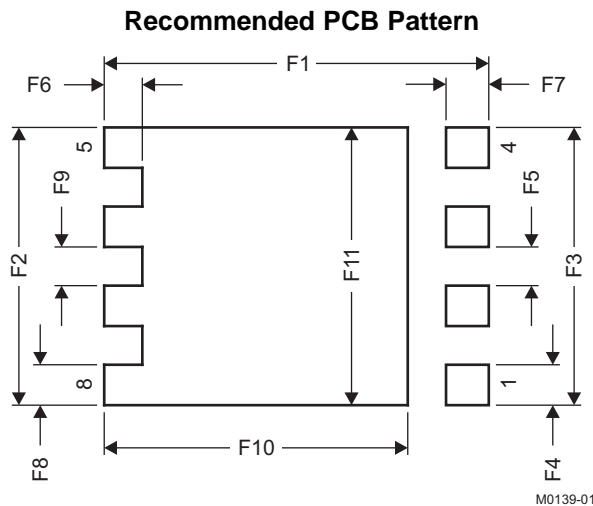 Recommended PCB Pattern
F1
F6
F7
5
4
F9
F5
F2
F11
F3
8
1
F10
F8
F4
M0139-01